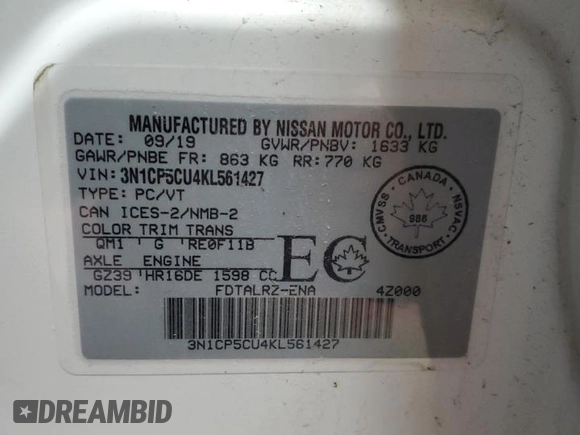 MANUFACTURED BY NISSAN MOTOR CO., LTD.
DATE: 09/19 GVWR/PNBV: 1633 KG
GAWR/PNBE FR: 863 KG RR: 770 KG
VIN: 3N1CP5CU4KL561427
TYPE: PC/VT
CAN ICES-2/NMB-2
COLOR TRIM TRANS
QM1 G RE0F11B
AXLE ENGINE
GZ39 HR16DE 1598 CC
EC
MODEL: FDTALRZ-ENA 4Z000
3N1CP5CU4KL561427
CANADA
CMVSS
NSVAC
986
TRANSPORT
DREAMBID